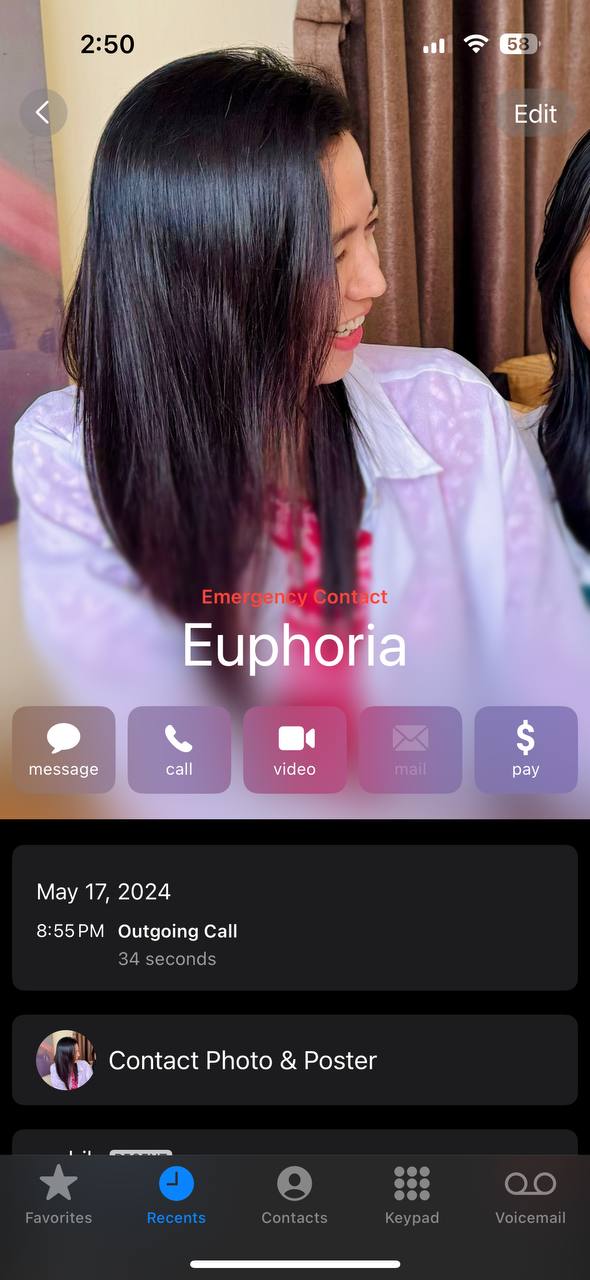 2:50
58
Edit
Emergency Contact
Euphoria
message call video mail pay
May 17, 2024
8:55 PM Outgoing Call
34 seconds
Contact Photo & Poster
Favorites Recents Contacts Keypad Voicemail